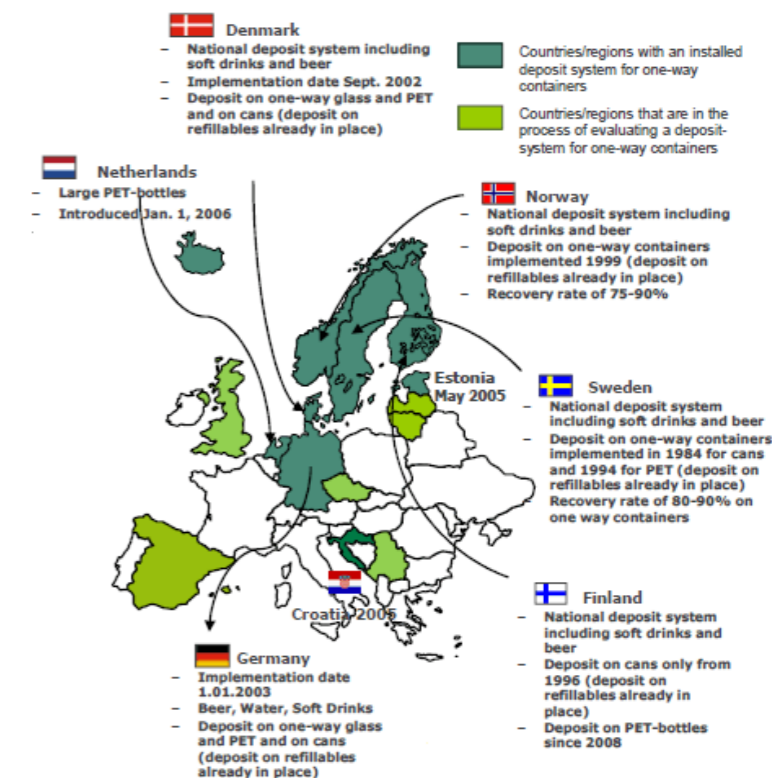 Denmark
– National deposit system including
soft drinks and beer
– Implementation date Sept. 2002
– Deposit on one-way glass and PET
and on cans (deposit on
refillables already in place)
Countries/regions with an installed
deposit system for one-way
containers
Countries/regions that are in the
process of evaluating a deposit-
system for one-way containers
Netherlands
– Large PET-bottles
– Introduced Jan. 1, 2006
Norway
– National deposit system including
soft drinks and beer
– Deposit on one-way containers
implemented 1999 (deposit on
refillables already in place)
– Recovery rate of 75-90%
Estonia
May 2005
Sweden
– National deposit system
including soft drinks and beer
– Deposit on one-way containers
implemented in 1984 for cans
and 1994 for PET (deposit on
refillables already in place)
– Recovery rate of 80-90% on
one way containers
Croatia 2005
Finland
– National deposit system
including soft drinks and
beer
– Deposit on cans only from
1996 (deposit on
refillables already in
place)
– Deposit on PET-bottles
since 2008
Germany
– Implementation date
1.01.2003
– Beer, Water, Soft Drinks
– Deposit on one-way glass
and PET and on cans
(deposit on refillables
already in place)